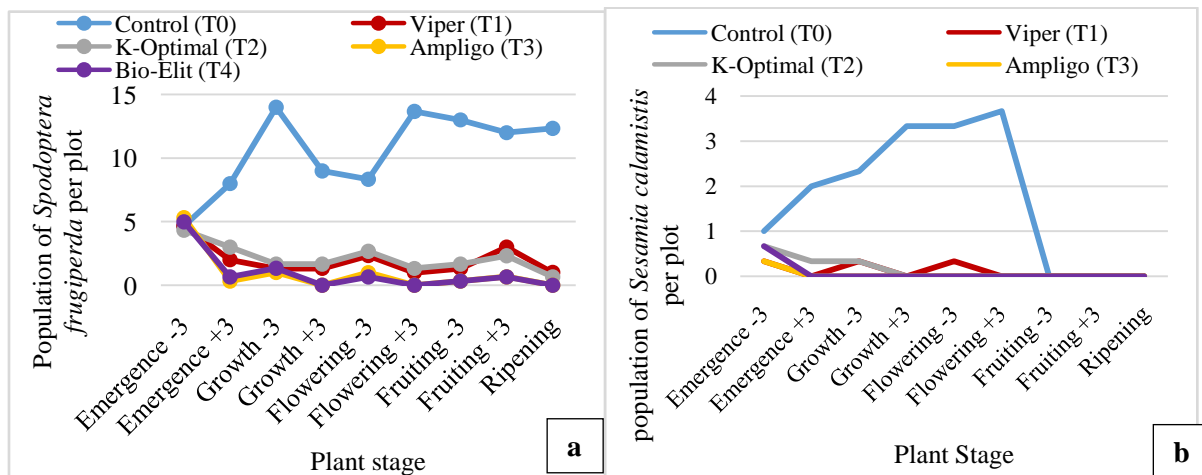 Control (T0)
Viper (T1)
K-Optimal (T2)
Ampligo (T3)
Bio-Elit (T4)
Population of Spodoptera
frugiperda per plot
15
10
5
0
Emergence -3
Emergence +3
Growth -3
Growth +3
Flowering -3
Flowering +3
Fruiting -3
Fruiting +3
Ripening
Plant stage
a
Control (T0)
Viper (T1)
K-Optimal (T2)
Ampligo (T3)
population of Sesamia calamistis
per plot
4
3
2
1
0
Emergence -3
Emergence +3
Growth -3
Growth +3
Flowering -3
Flowering +3
Fruiting -3
Fruiting +3
Ripening
Plant Stage
b